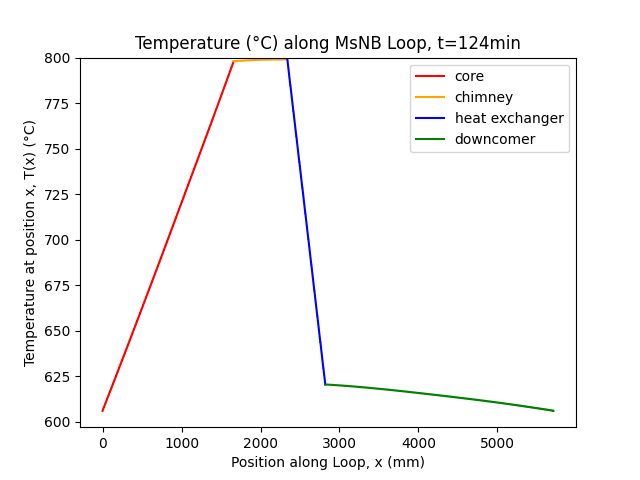 Temperature (°C) along MsNB Loop, t=124min
Temperature at position x, T(x) (°C)
800
775
750
725
700
675
650
625
600
core
chimney
heat exchanger
downcomer
0 1000 2000 3000 4000 5000
Position along Loop, x (mm)